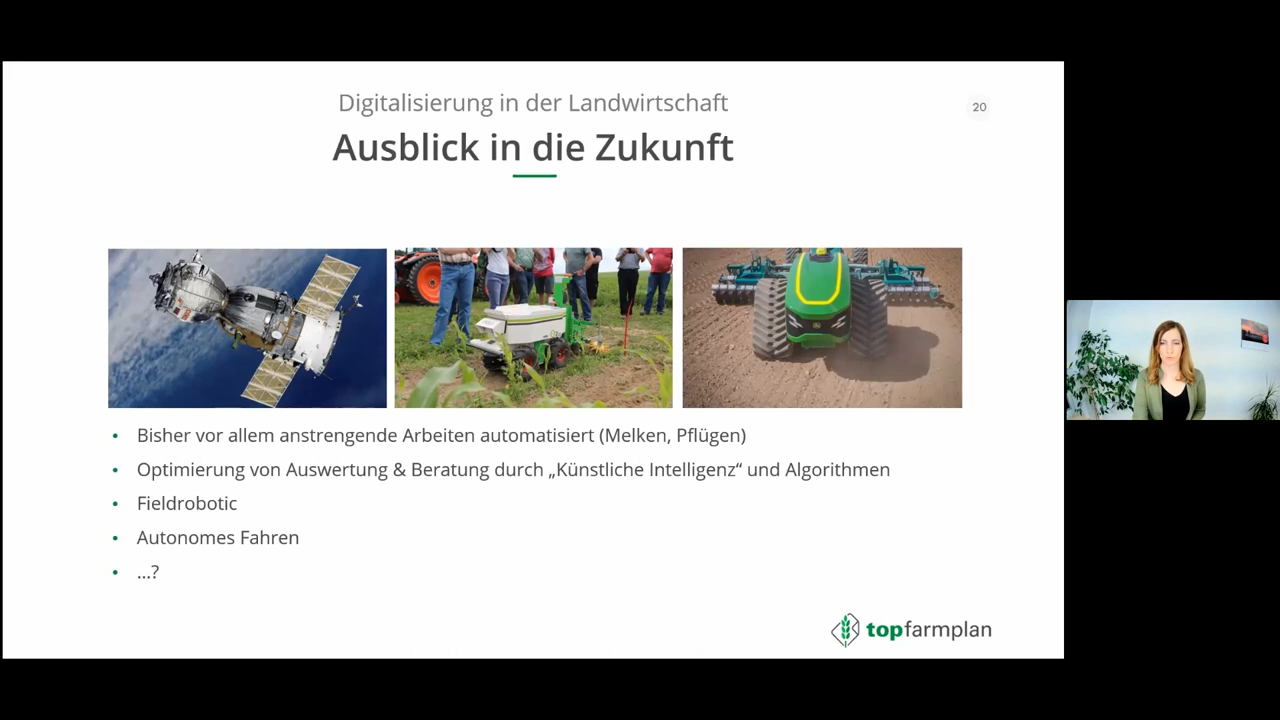 Digitalisierung in der Landwirtschaft
20
Ausblick in die Zukunft
• Bisher vor allem anstrengende Arbeiten automatisiert (Melken, Pflügen)
• Optimierung von Auswertung & Beratung durch „Künstliche Intelligenz“ und Algorithmen
• Fieldrobotic
• Autonomes Fahren
• ...?
topfarmplan